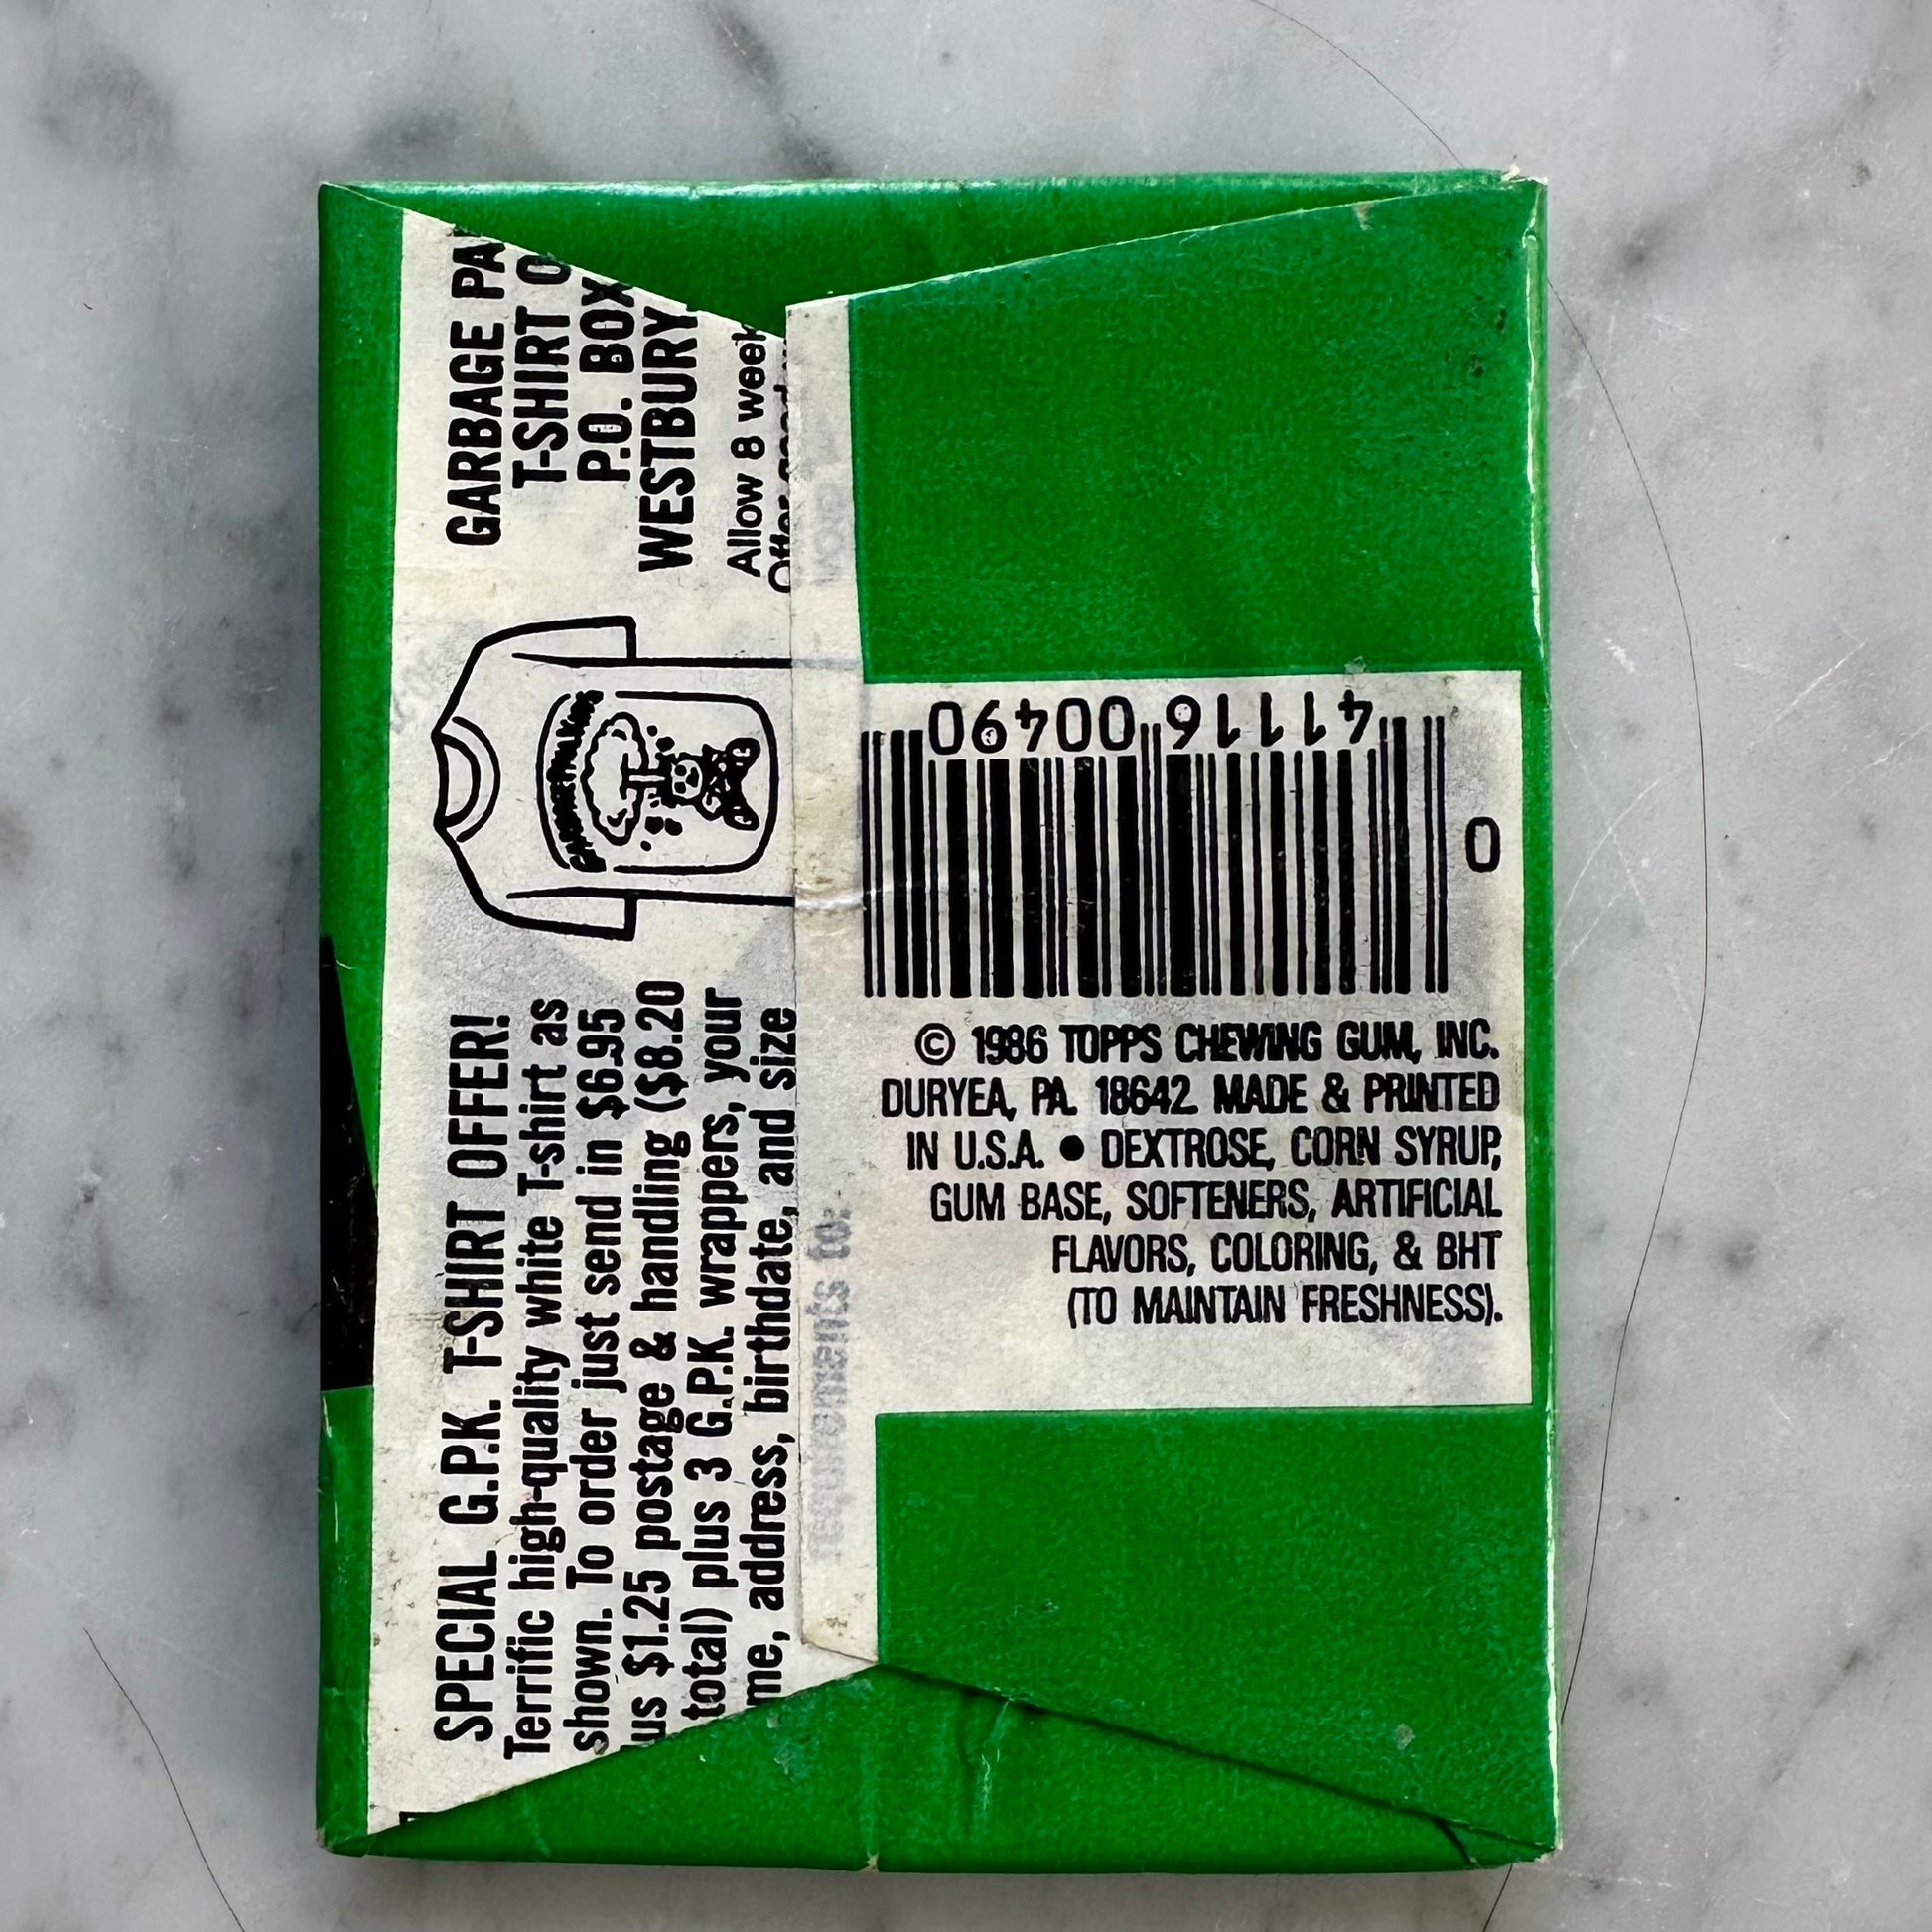 SPECIAL G.P.K. T-SHIRT OFFER!
Terrific high-quality white T-shirt as
shown. To order just send in $6.95
us $1.25 postage & handling ($8.20
total) plus 3 G.P.K. wrappers, your
me, address, birthdate, and size
GARBAGE PA
T-SHIRT O
P.O. BOX
WESTBURY,
Allow 8 week
0
41116 00490
© 1986 TOPPS CHEWING GUM, INC.
DURYEA, PA. 18642 MADE & PRINTED
IN U.S.A. ● DEXTROSE, CORN SYRUP,
GUM BASE, SOFTENERS, ARTIFICIAL
FLAVORS, COLORING, & BHT
(TO MAINTAIN FRESHNESS).